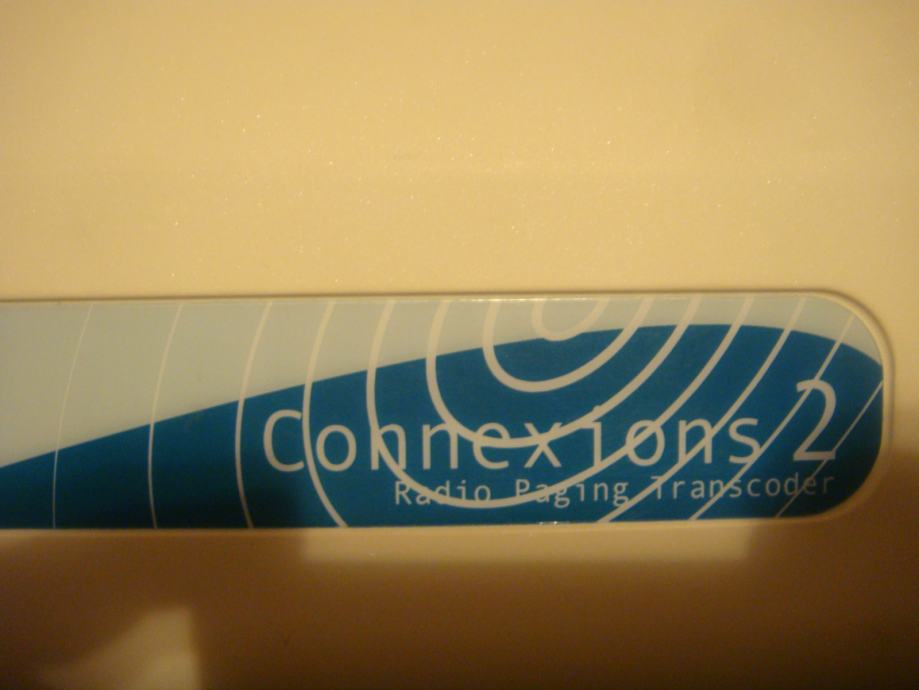 Connexions 2
Radio Paging Transcoder